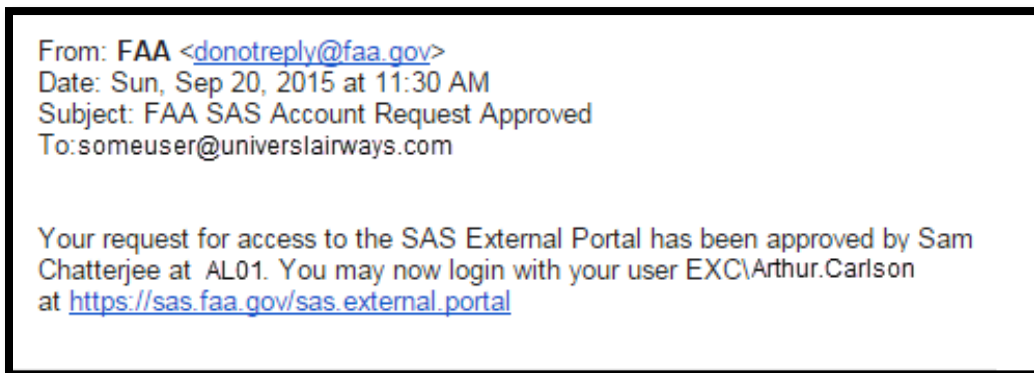 From: FAA <donotreply@faa.gov>
Date: Sun, Sep 20, 2015 at 11:30 AM
Subject: FAA SAS Account Request Approved
To:someuser@universlairways.com
Your request for access to the SAS External Portal has been approved by Sam
Chatterjee at AL01. You may now login with your user EXC\Arthur.Carlson
at https://sas.faa.gov/sas.external.portal